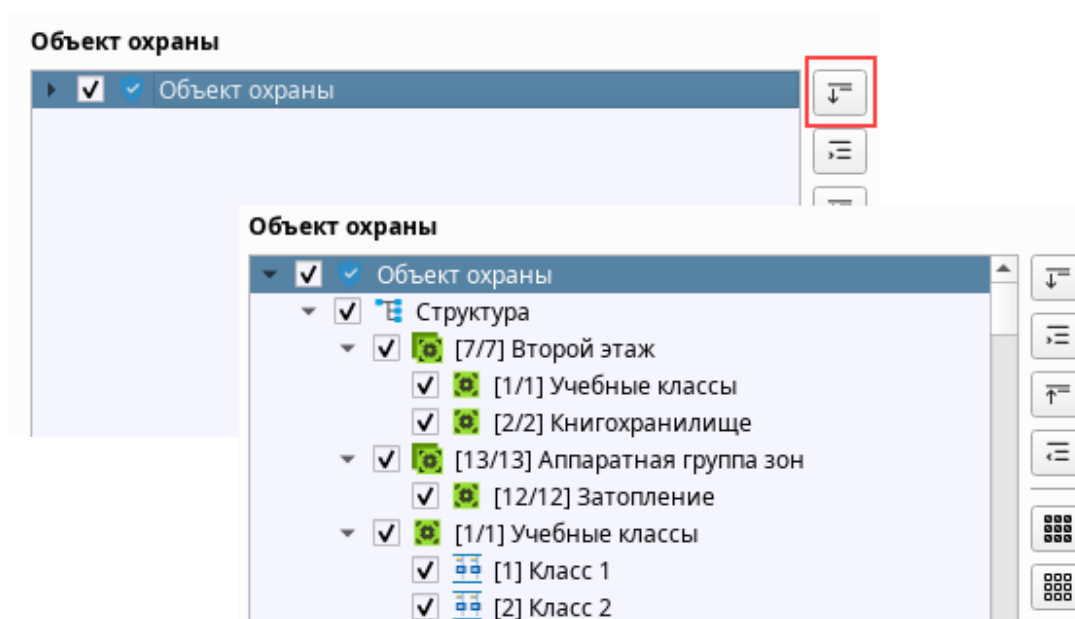 Объект охраны
Объект охраны
Объект охраны
Объект охраны
Структура
[7/7] Второй этаж
[1/1] Учебные классы
[2/2] Книгохранилище
[13/13] Аппаратная группа зон
[12/12] Затопление
[1/1] Учебные классы
[1] Класс 1
[2] Класс 2